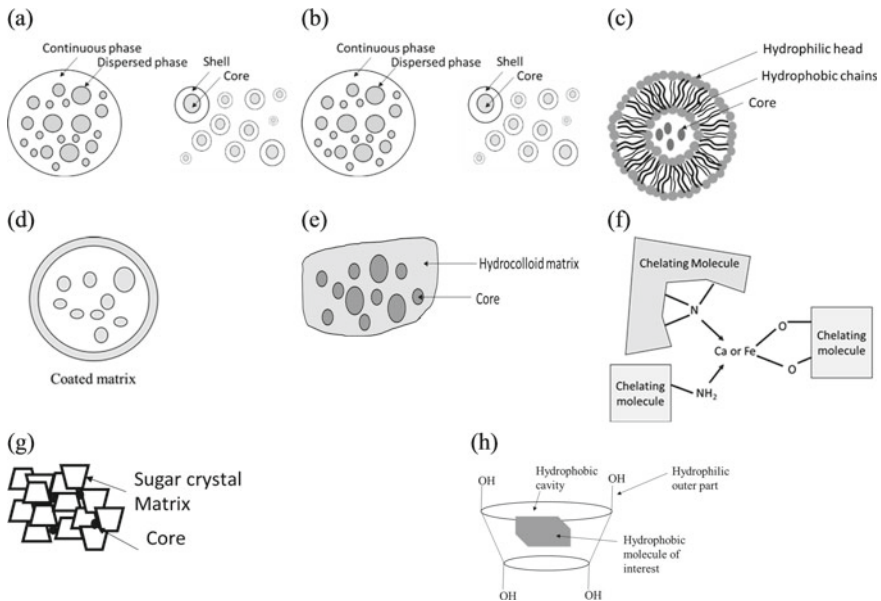 (a)
Continuous phase
Dispersed phase
Shell
Core
(b)
Continuous phase
Dispersed phase
Shell
Core
(c)
Hydrophilic head
Hydrophobic chains
Core
(d)
Coated matrix
(e)
Hydrocolloid matrix
Core
(f)
Chelating Molecule
N
Ca or Fe
O
O
Chelating
molecule
Chelating
molecule
NH₂
(g)
Sugar crystal
Matrix
Core
(h)
OH
Hydrophobic
cavity
OH
Hydrophilic
outer part
Hydrophobic
molecule of
interest
OH
OH